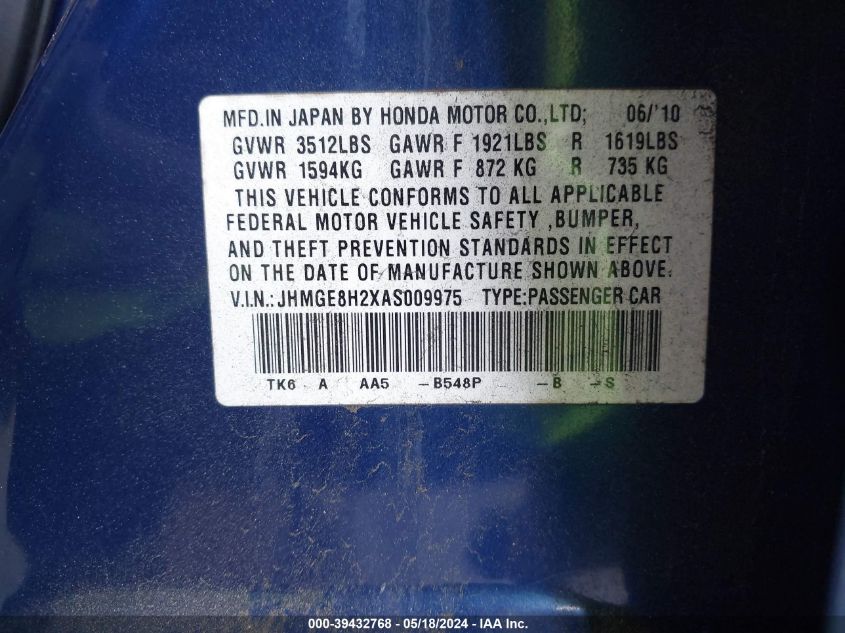 MFD.IN JAPAN BY HONDA MOTOR CO.,LTD; 06/'10
GVWR 3512LBS GAWR F 1921LBS R 1619LBS
GVWR 1594KG GAWR F 872 KG R 735 KG
THIS VEHICLE CONFORMS TO ALL APPLICABLE
FEDERAL MOTOR VEHICLE SAFETY ,BUMPER,
AND THEFT PREVENTION STANDARDS IN EFFECT
ON THE DATE OF MANUFACTURE SHOWN ABOVE.
V.I.N.: JHMGE8H2XAS009975 TYPE:PASSENGER CAR
TK6 A AA5 -B548P -B -S
000-39432768 - 05/18/2024 - IAA Inc.